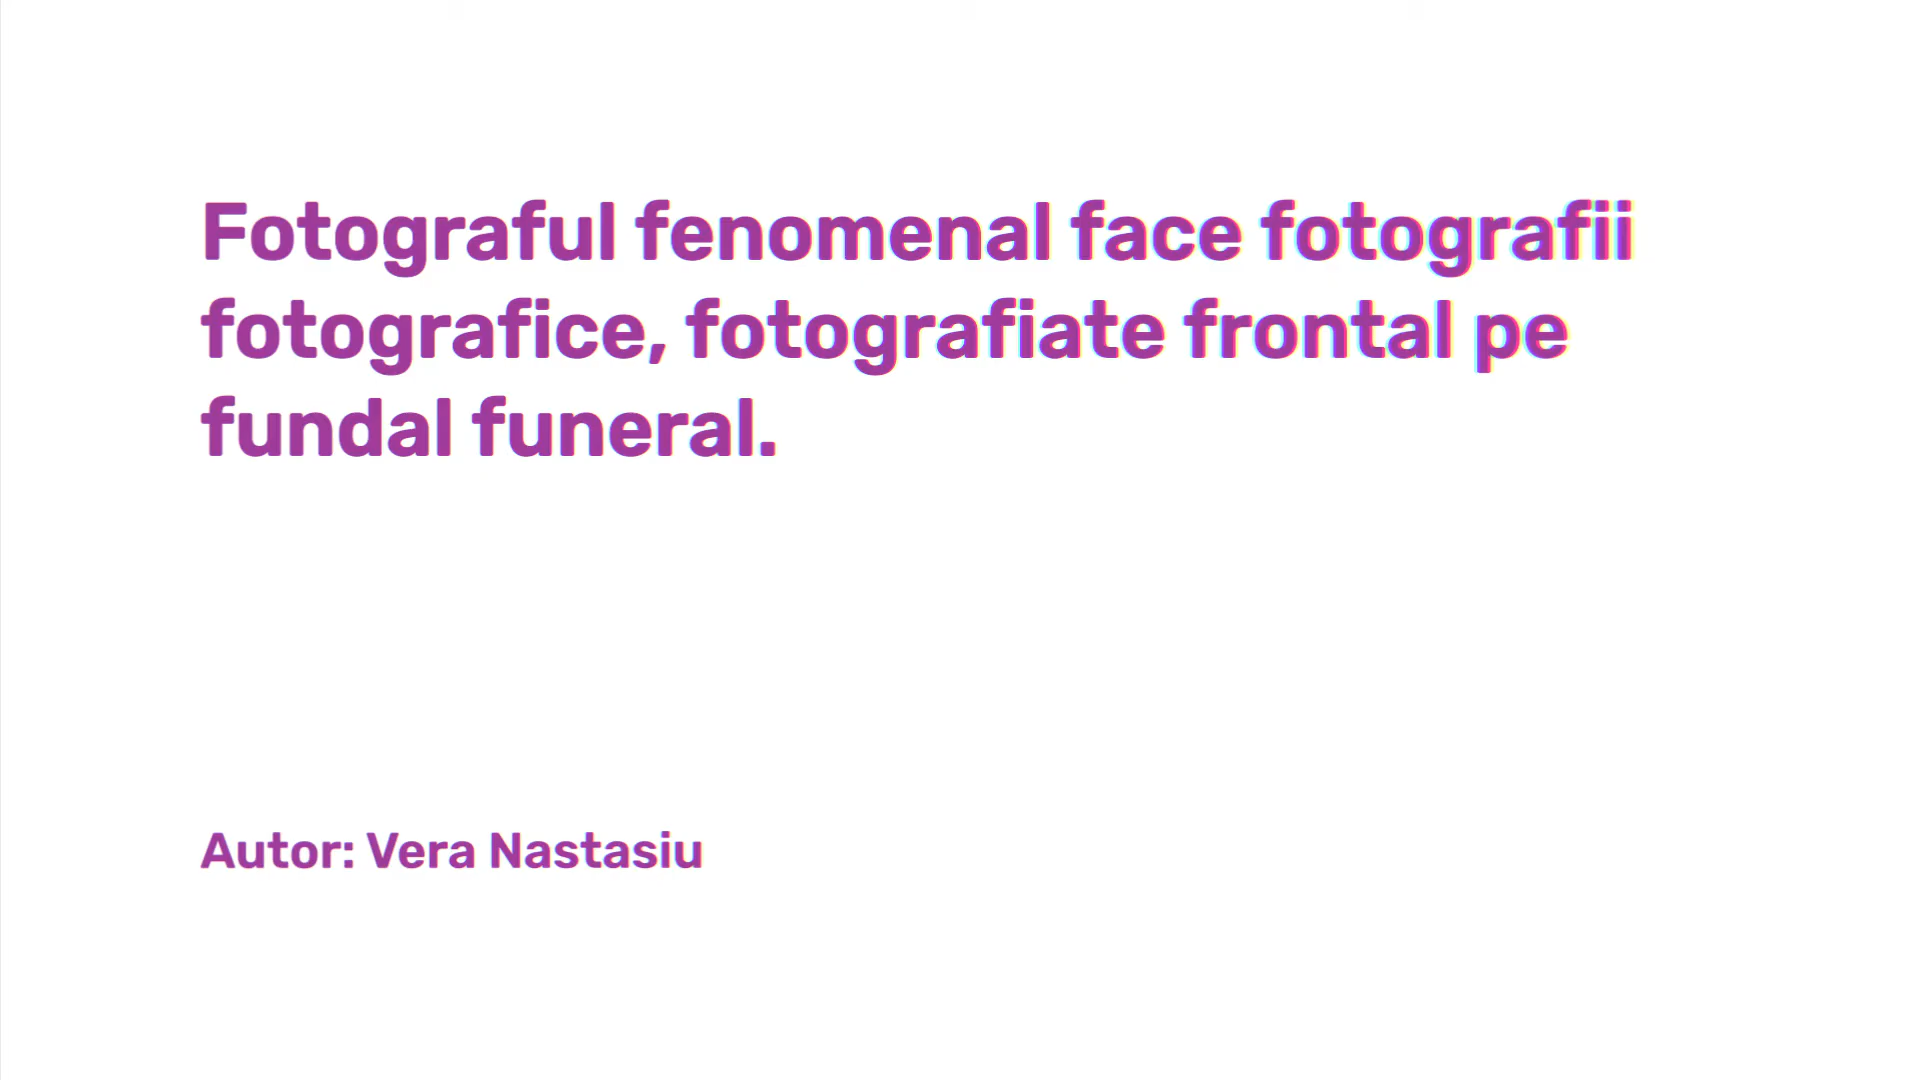 Fotograful fenomenal face fotografii
fotografice, fotografiate frontal pe
fundal funeral.
Autor: Vera Nastasiu